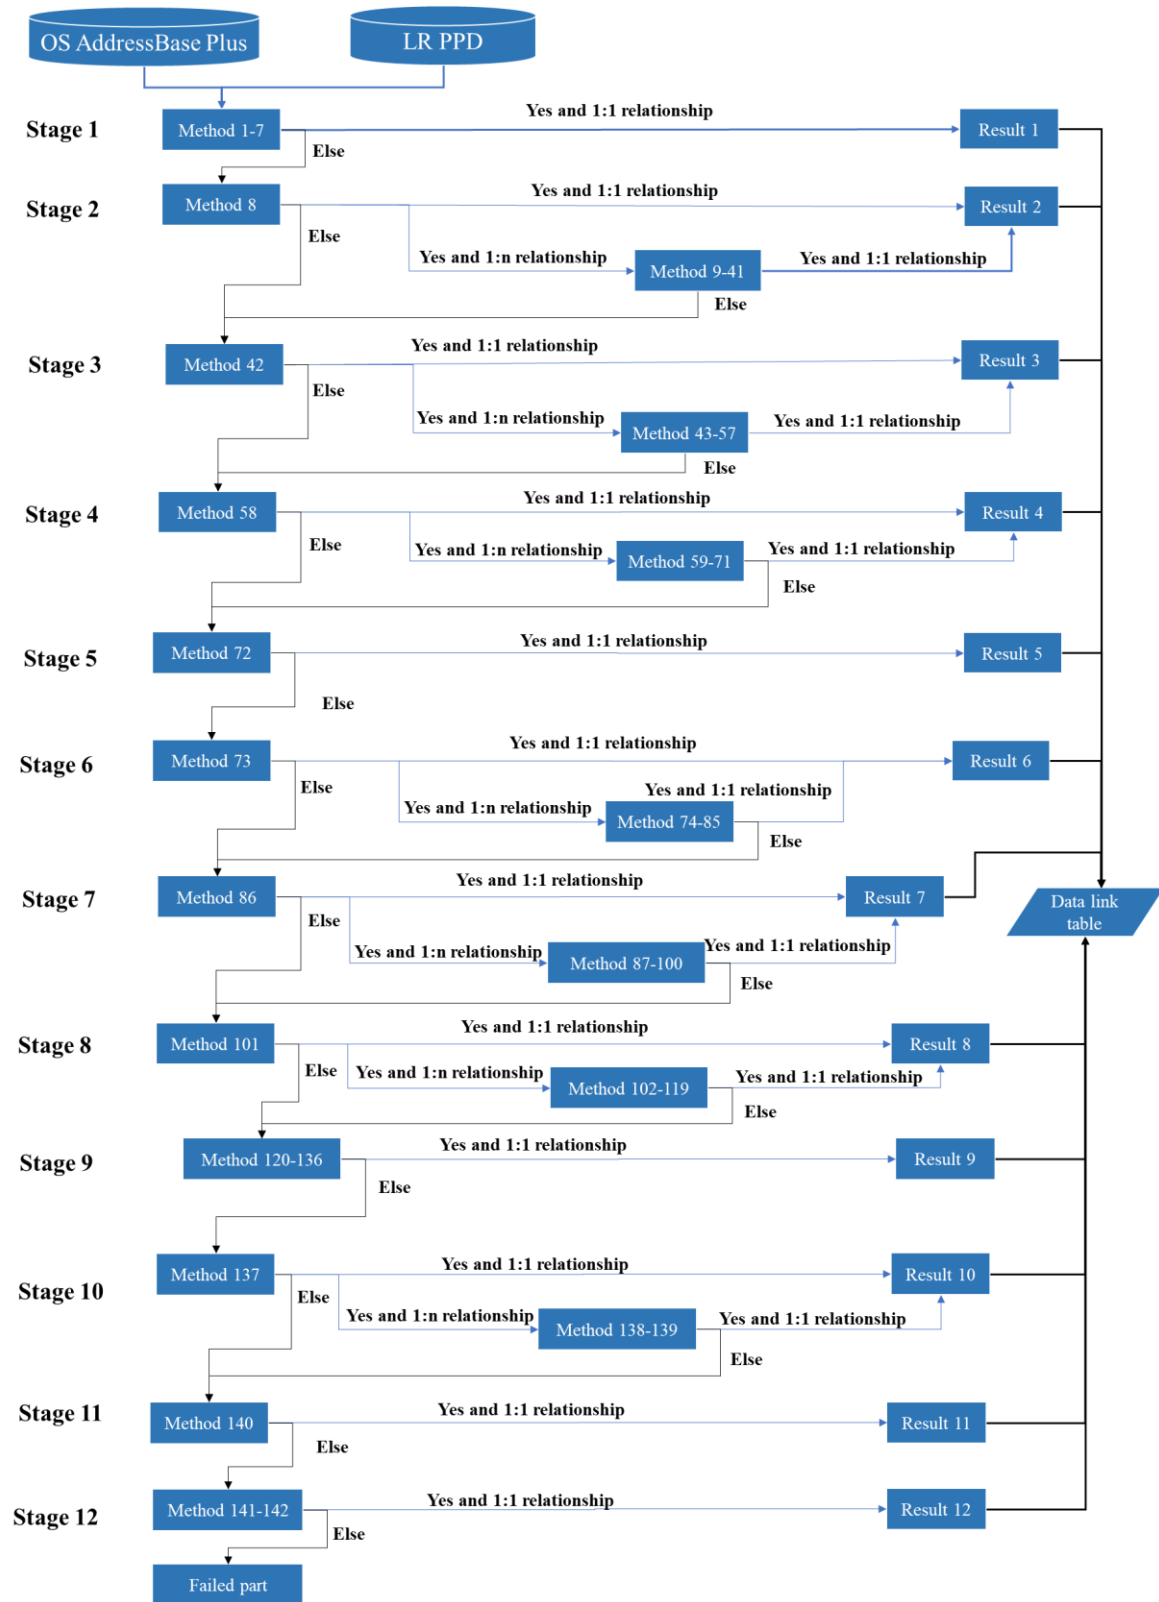 OS AddressBase Plus
LR PPD
Stage 1
Method 1-7
Yes and 1:1 relationship
Result 1
Else
Stage 2
Method 8
Yes and 1:1 relationship
Result 2
Else
Yes and 1:n relationship
Method 9-41
Yes and 1:1 relationship
Else
Stage 3
Method 42
Yes and 1:1 relationship
Result 3
Else
Yes and 1:n relationship
Method 43-57
Yes and 1:1 relationship
Else
Stage 4
Method 58
Yes and 1:1 relationship
Result 4
Else
Yes and 1:n relationship
Method 59-71
Yes and 1:1 relationship
Else
Stage 5
Method 72
Yes and 1:1 relationship
Result 5
Else
Stage 6
Method 73
Yes and 1:1 relationship
Result 6
Else
Yes and 1:n relationship
Method 74-85
Yes and 1:1 relationship
Else
Stage 7
Method 86
Yes and 1:1 relationship
Result 7
Data link
table
Else
Yes and 1:n relationship
Method 87-100
Yes and 1:1 relationship
Else
Stage 8
Method 101
Yes and 1:1 relationship
Result 8
Else
Yes and 1:n relationship
Method 102-119
Yes and 1:1 relationship
Else
Stage 9
Method 120-136
Yes and 1:1 relationship
Result 9
Else
Stage 10
Method 137
Yes and 1:1 relationship
Result 10
Else
Yes and 1:n relationship
Method 138-139
Yes and 1:1 relationship
Else
Stage 11
Method 140
Yes and 1:1 relationship
Result 11
Else
Stage 12
Method 141-142
Yes and 1:1 relationship
Result 12
Else
Failed part